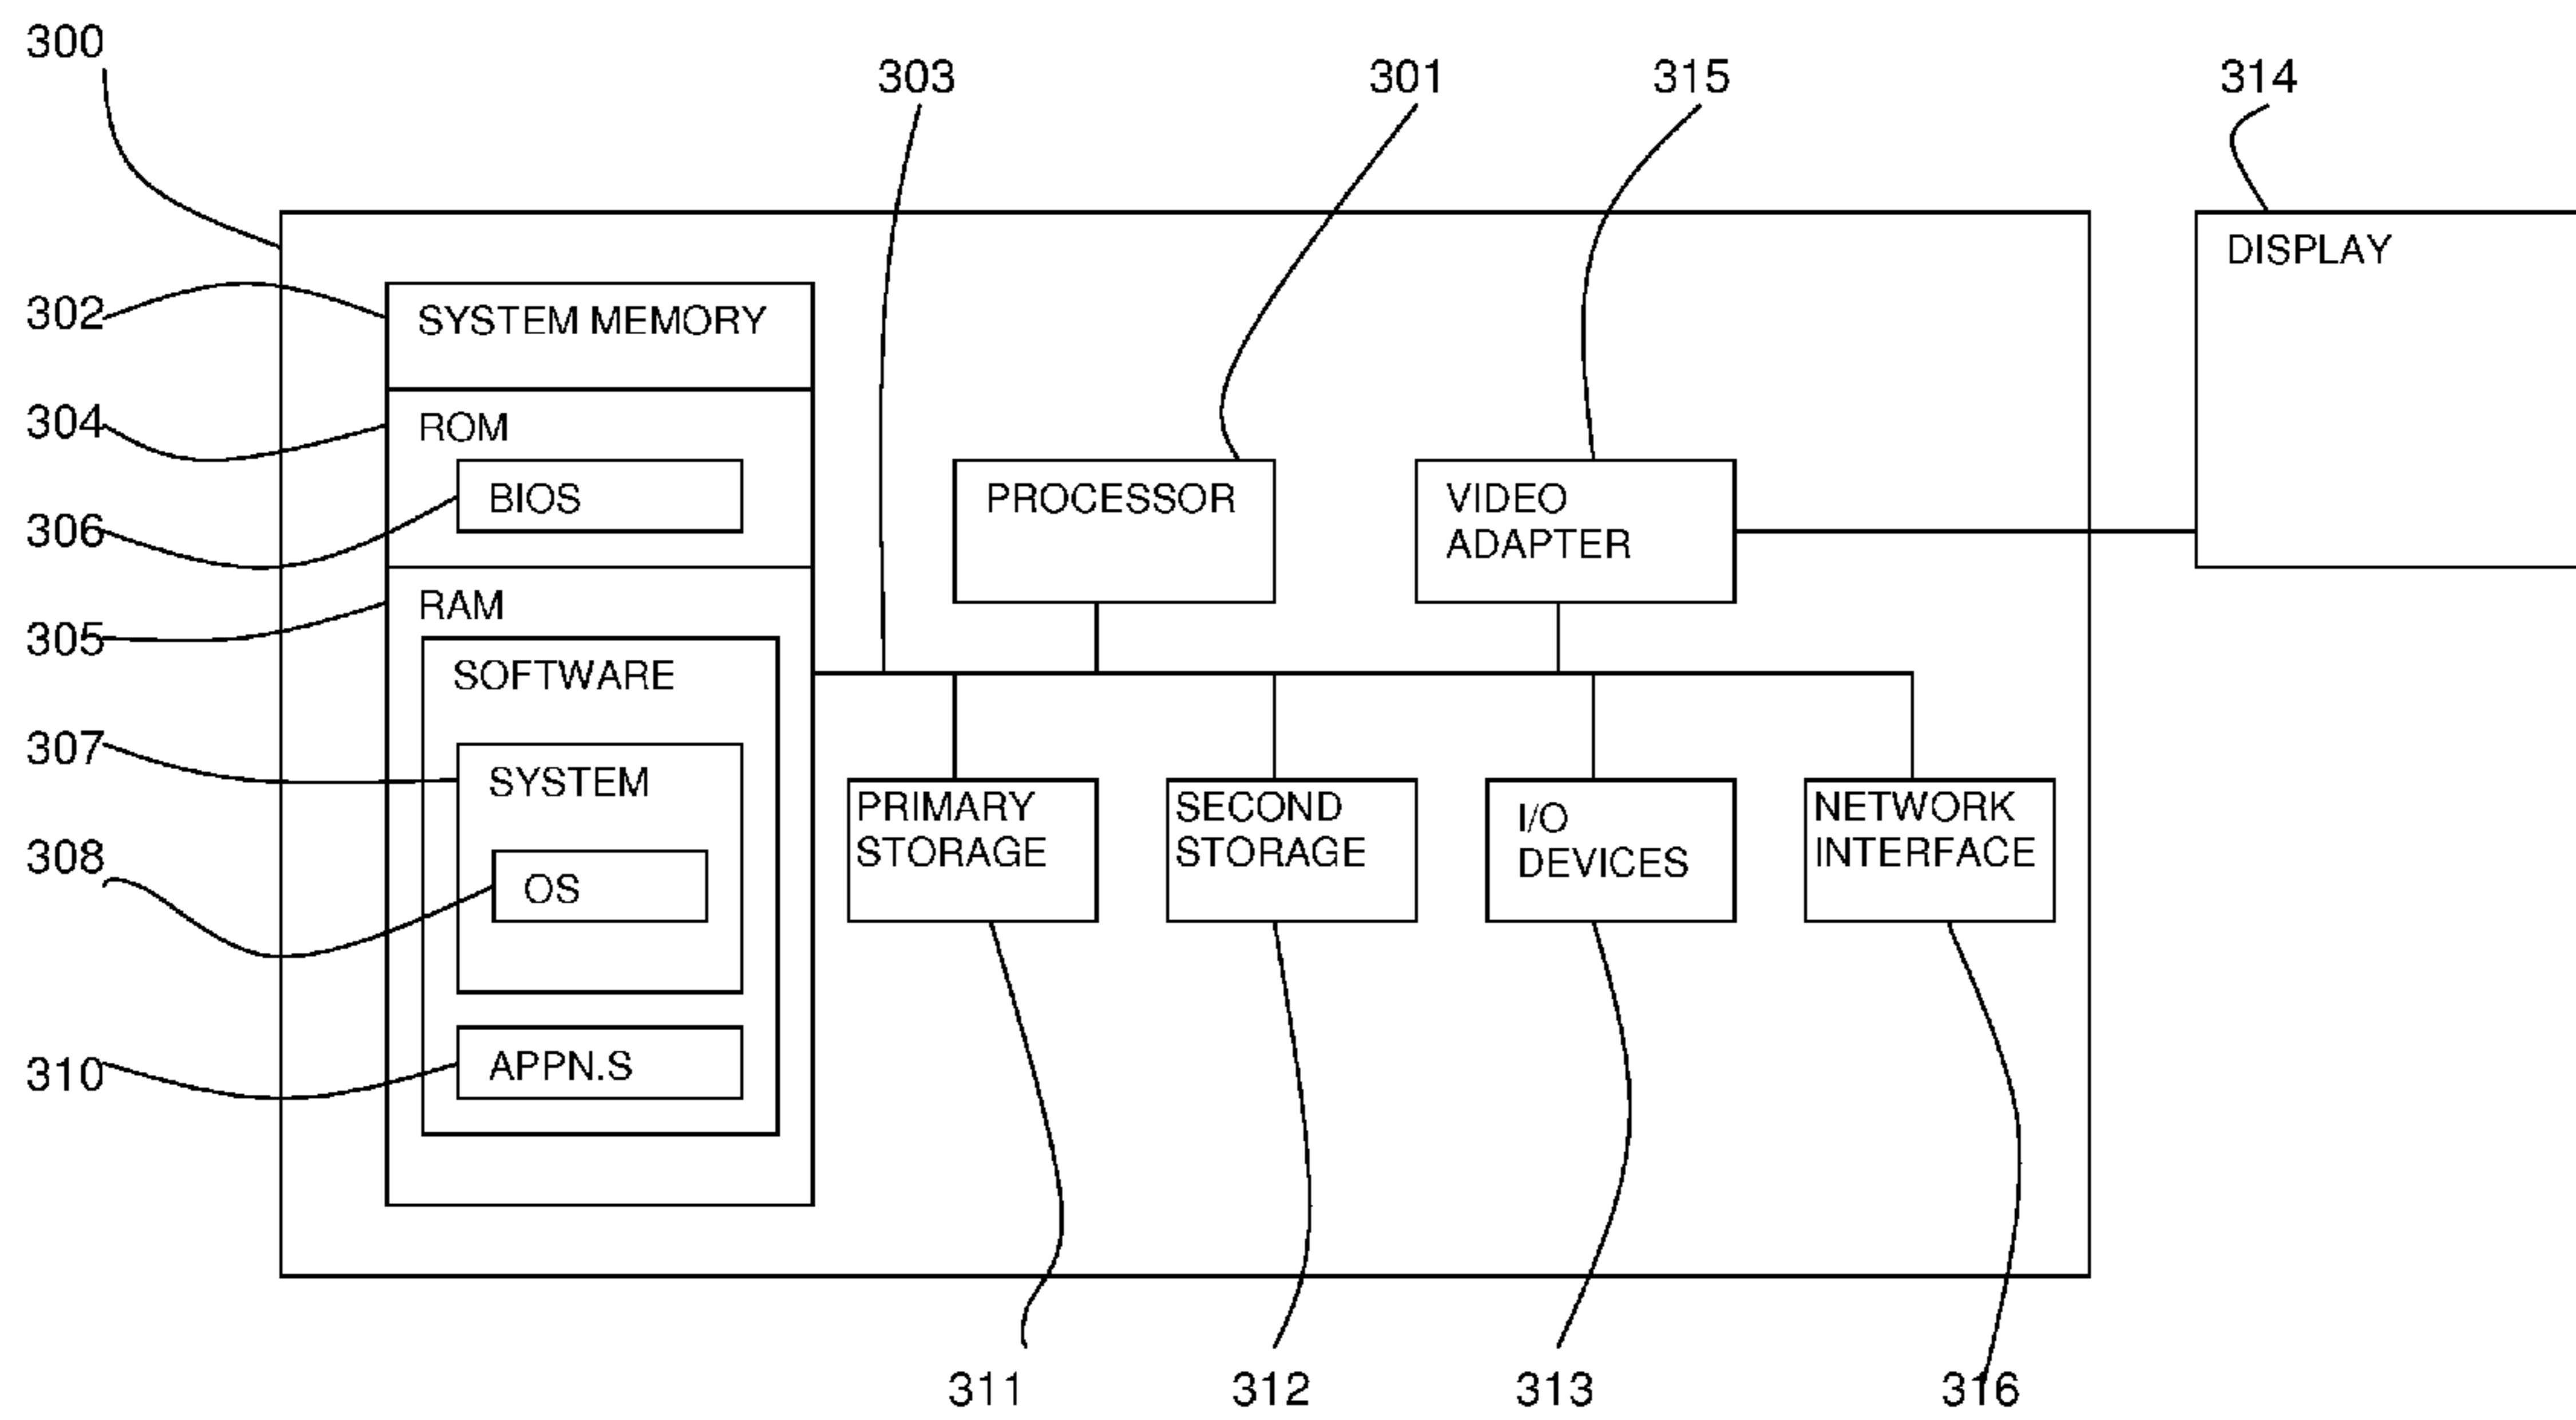 300
303
301
315
314
DISPLAY
302
SYSTEM MEMORY
304
ROM
306
BIOS
PROCESSOR
VIDEO
ADAPTER
305
RAM
SOFTWARE
307
SYSTEM
308
OS
310
APPN.S
PRIMARY
STORAGE
SECOND
STORAGE
I/O
DEVICES
NETWORK
INTERFACE
311
312
313
316